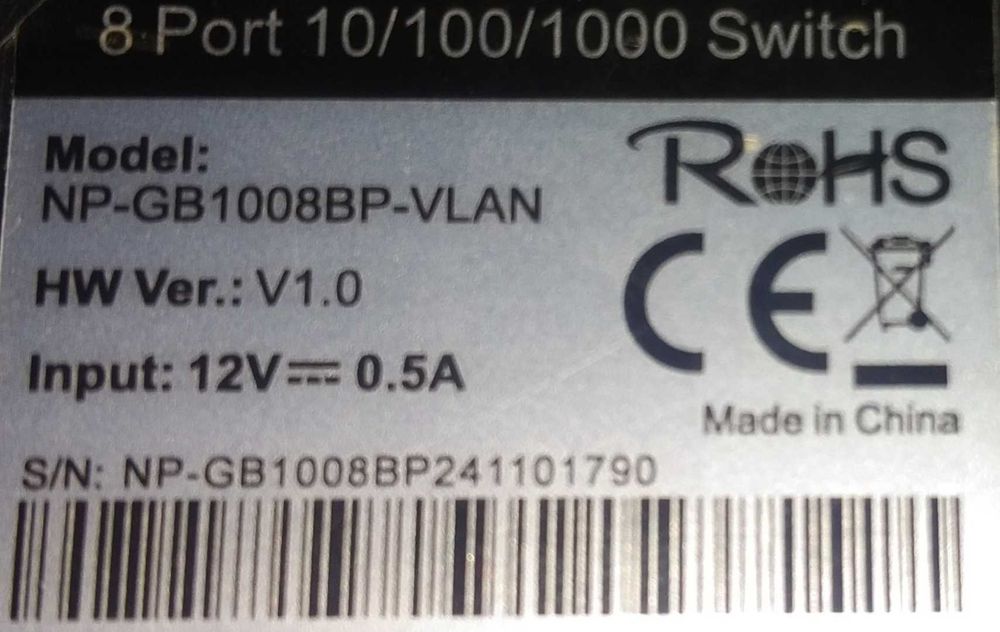 8 Port 10/100/1000 Switch
Model:
NP-GB1008BP-VLAN
HW Ver.: V1.0
Input: 12V⎓ 0.5A
RoHS
CE
Made in China
S/N: NP-GB1008BP241101790